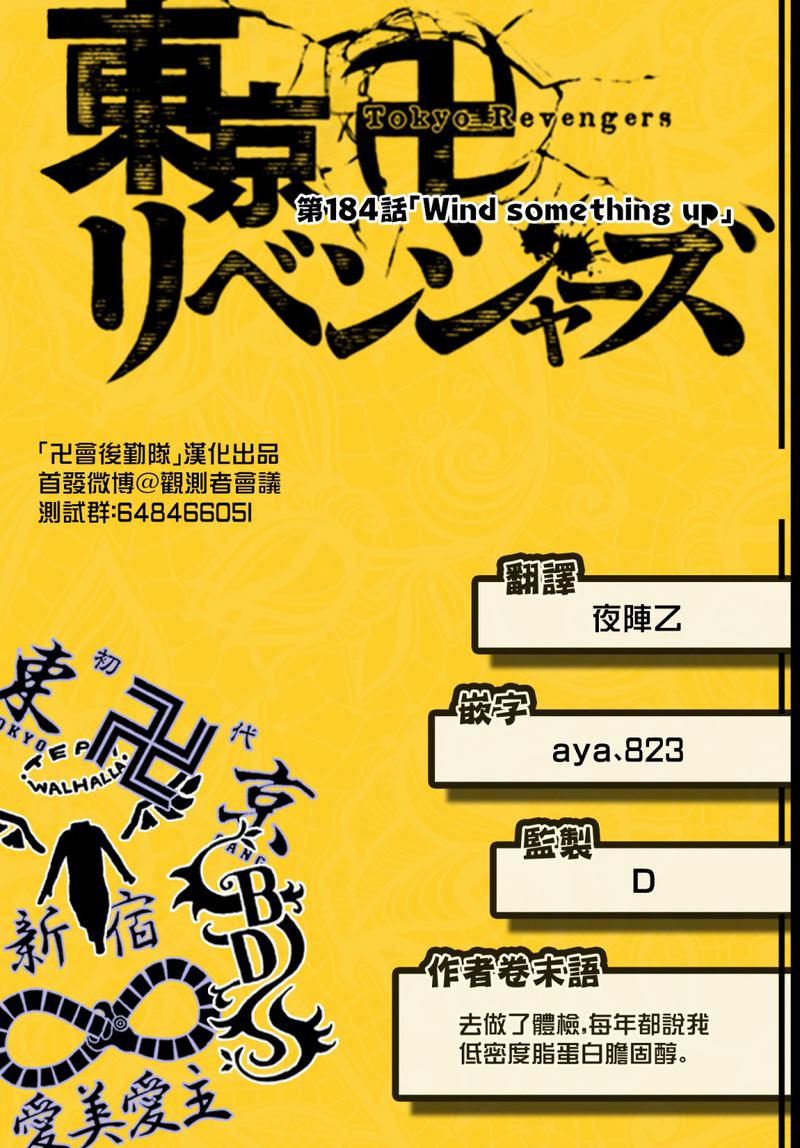 東京卍
Tokyo Revengers
第184話「Wind something up」
リベンジャーズ
「卍會後勤隊」漢化出品
首發微博@觀測者會議
測試群:648466051
翻譯
夜陣乙
嵌字
aya、823
監製
D
作者卷末語
去做了體檢,每年都說我
低密度脂蛋白膽固醇。
東
初
卍
代
京
TOKYO
WALHALLA
GANG
BD
新宿
愛美愛主